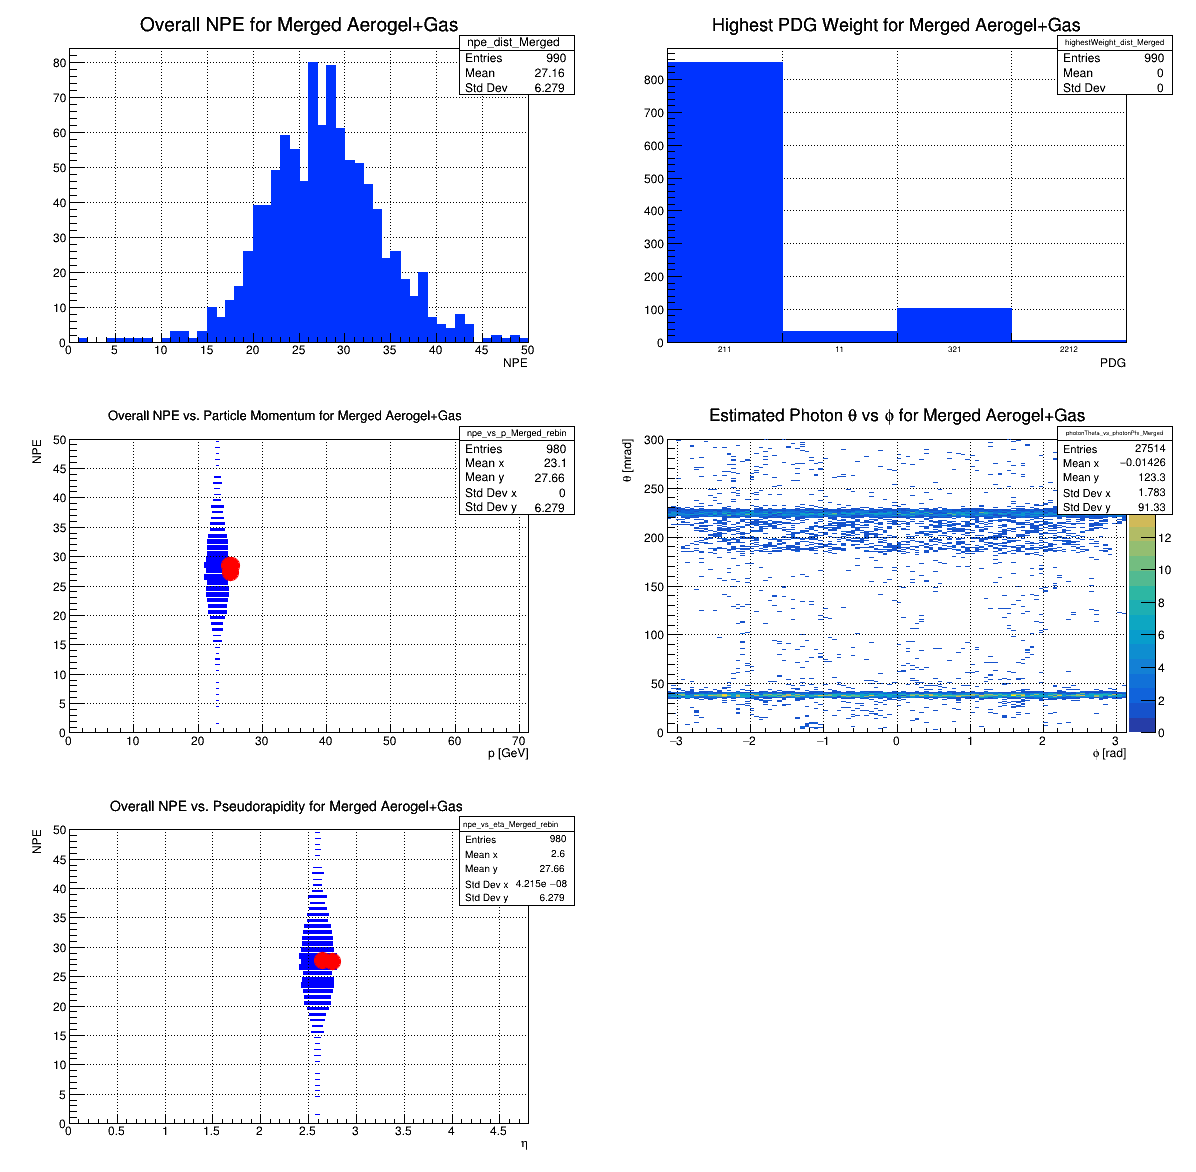 Overall NPE for Merged Aerogel+Gas
npe_dist_Merged
Entries 990
Mean 27.16
Std Dev 6.279
80
70
60
50
40
30
20
10
0
0 5 10 15 20 25 30 35 40 45 50
NPE
Highest PDG Weight for Merged Aerogel+Gas
highestWeight_dist_Merged
Entries 990
Mean 0
Std Dev 0
800
700
600
500
400
300
200
100
0
211 11 321 2212
PDG
Overall NPE vs. Particle Momentum for Merged Aerogel+Gas
npe_vs_p_Merged_rebin
Entries 980
Mean x 23.1
Mean y 27.66
Std Dev x 0
Std Dev y 6.279
NPE
50
45
40
35
30
25
20
15
10
5
0
0 10 20 30 40 50 60 70
p [GeV]
Estimated Photon θ vs ϕ for Merged Aerogel+Gas
photonTheta_vs_photonPhi_Merged
Entries 27514
Mean x −0.01426
Mean y 123.3
Std Dev x 1.783
Std Dev y 91.33
θ [mrad]
300
250
200
150
100
50
0
−3 −2 −1 0 1 2 3
ϕ [rad]
12
10
8
6
4
2
0
Overall NPE vs. Pseudorapidity for Merged Aerogel+Gas
npe_vs_eta_Merged_rebin
Entries 980
Mean x 2.6
Mean y 27.66
Std Dev x 4.215e −08
Std Dev y 6.279
NPE
50
45
40
35
30
25
20
15
10
5
0
0 0.5 1 1.5 2 2.5 3 3.5 4 4.5
η